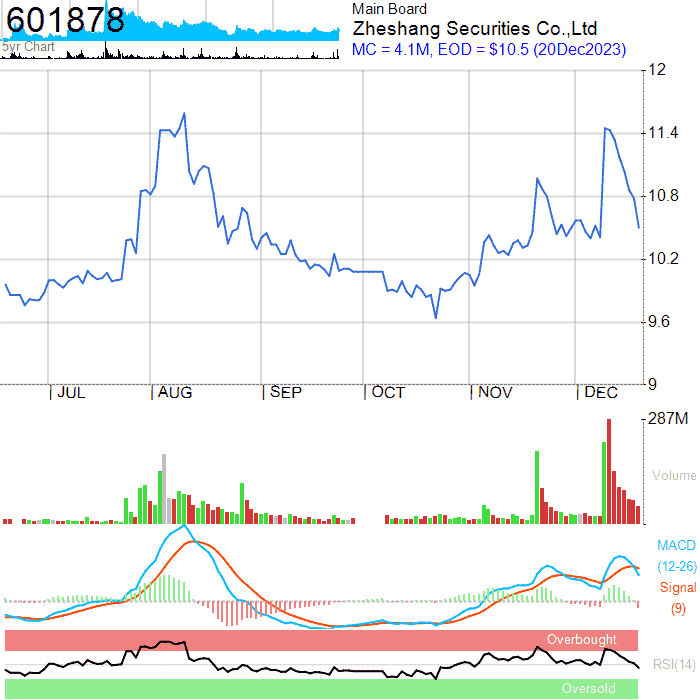 601878
5yr Chart
Main Board
Zheshang Securities Co.,Ltd
MC = 4.1M, EOD = $10.5 (20Dec2023)
12
11.4
10.8
10.2
9.6
9
JUL AUG SEP OCT NOV DEC
287M
Volume
MACD
(12-26)
Signal
(9)
Overbought
RSI(14)
Oversold